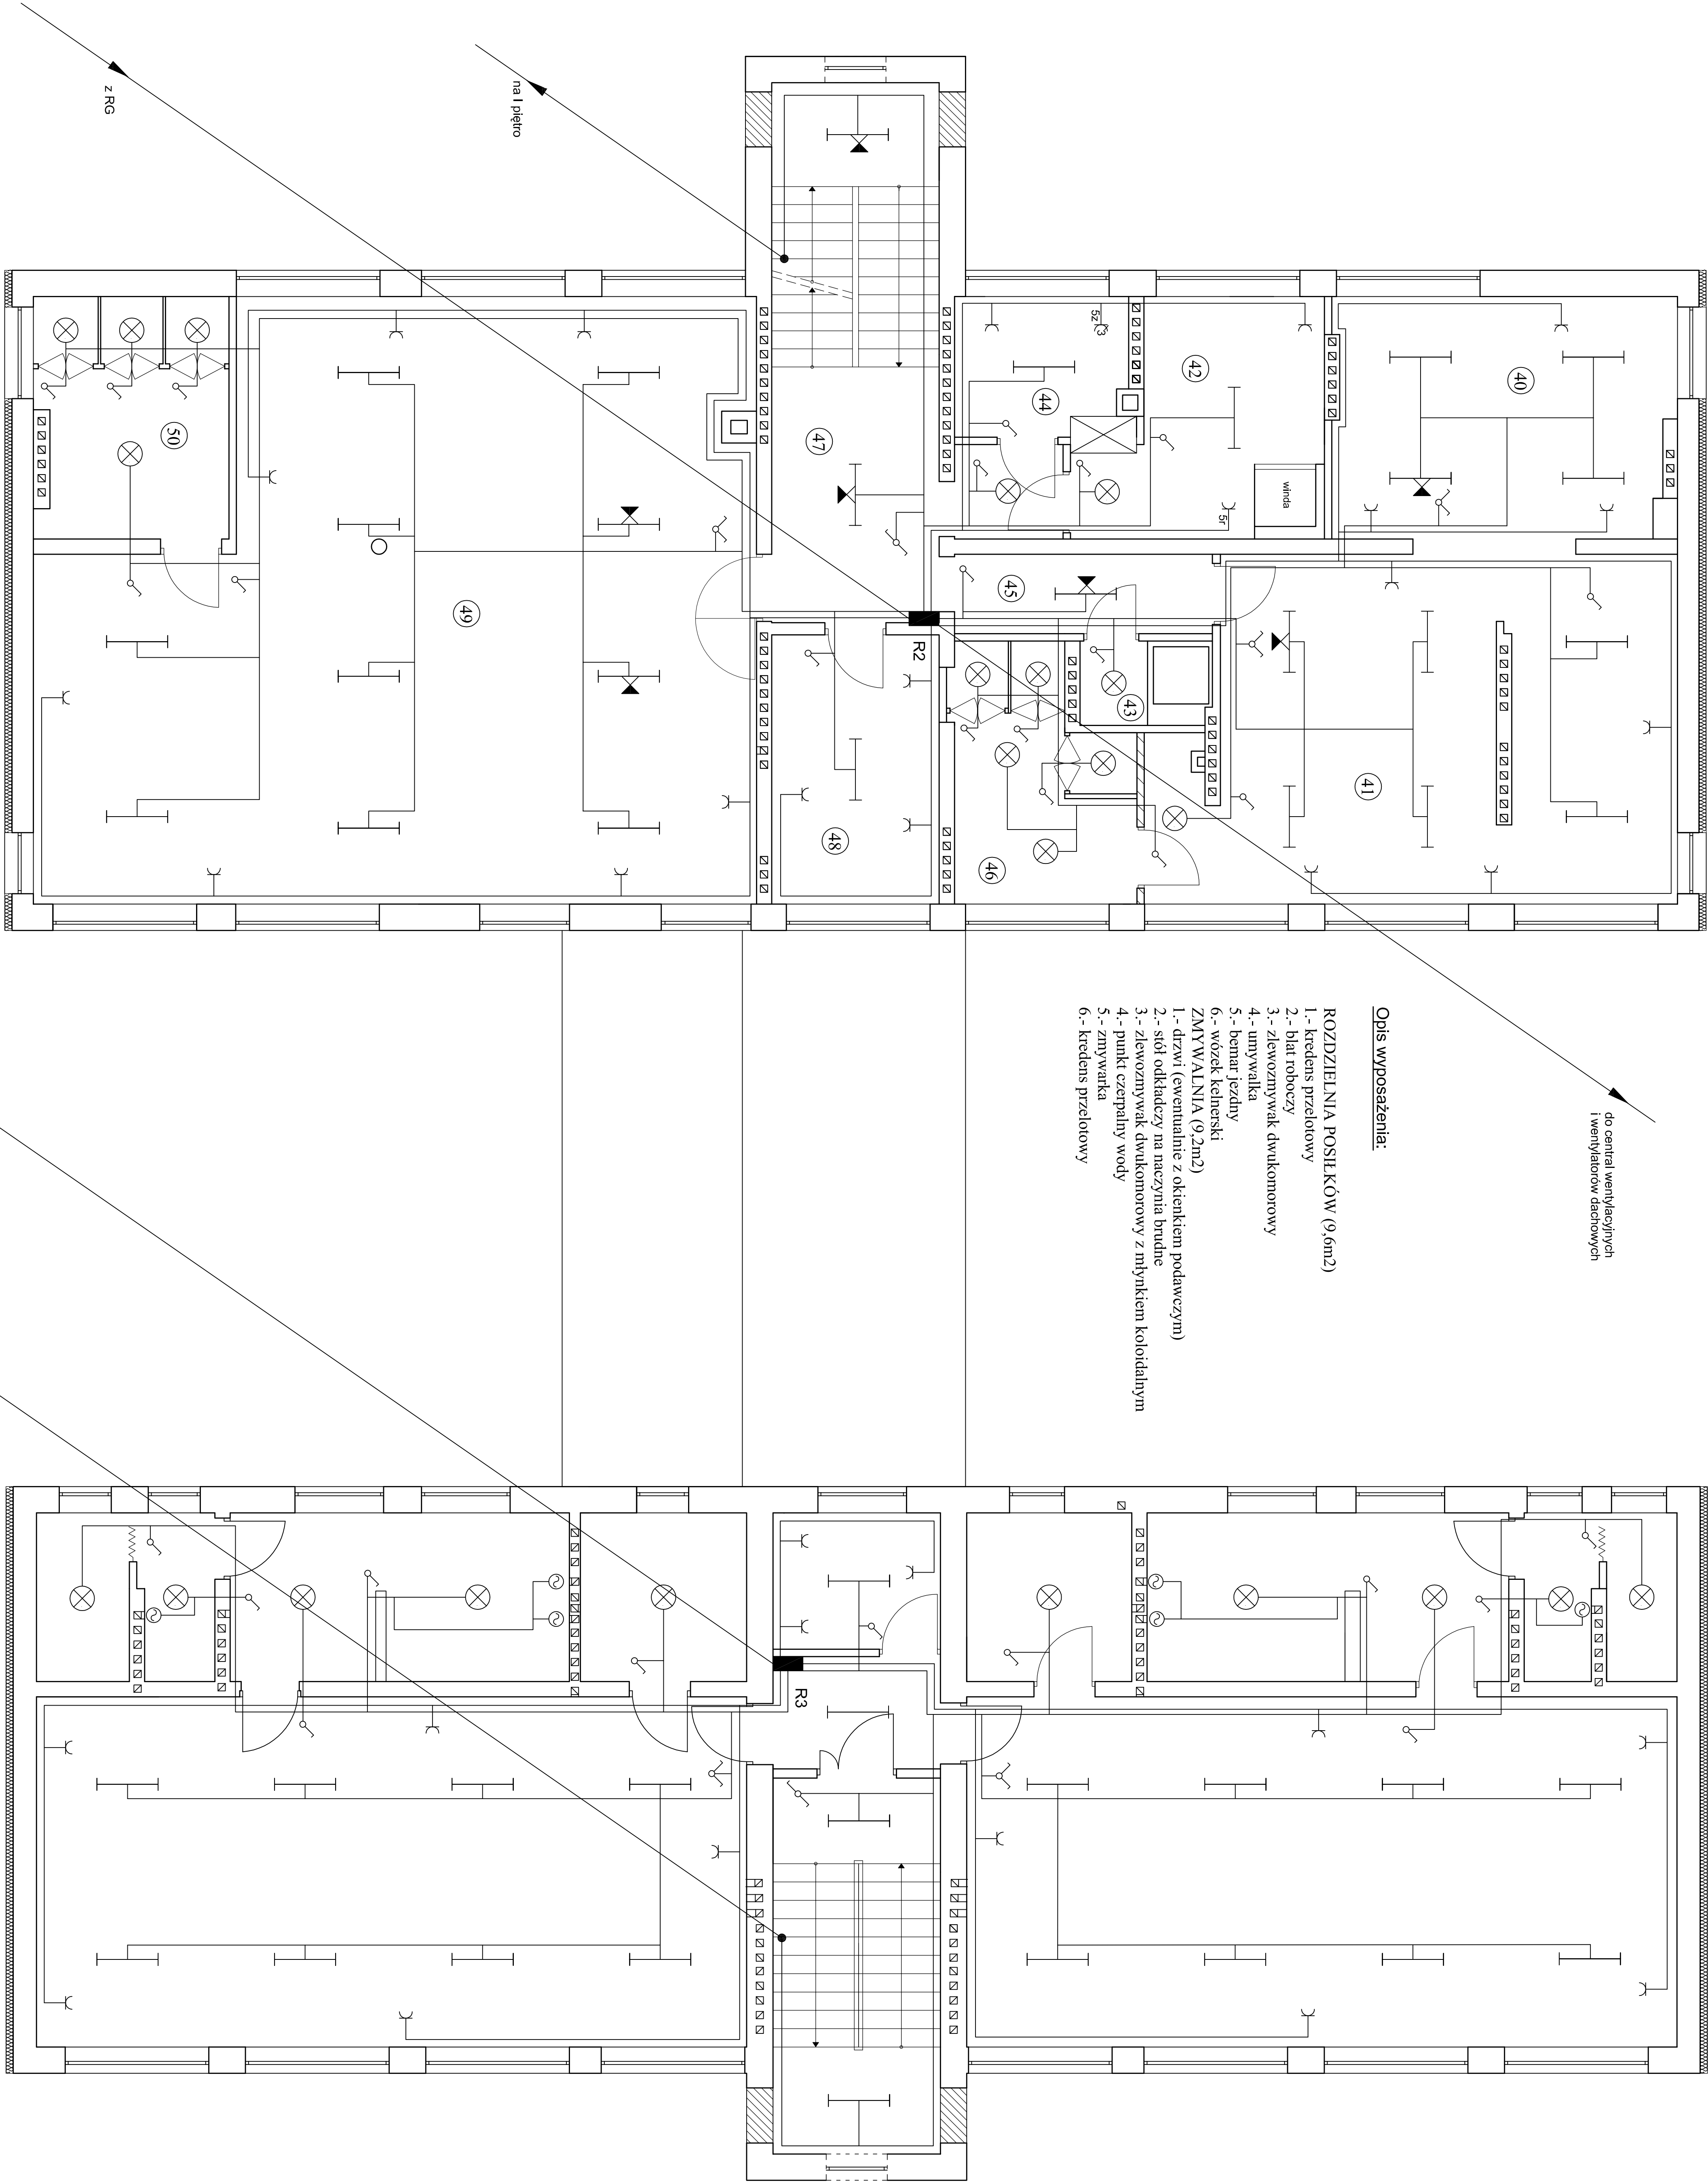 z RG
na I piętro
do central wentylacyjnych
i wentylatorów dachowych
40
42
5z
3
44
winda
5r
47
50
45
49
R2
43
41
48
46
Opis wyposażenia:
ROZDZIELNIA POSIŁKÓW (9,6m2)
1.- kredens przelotowy
2.- blat roboczy
3.- zlewozmywak dwukomorowy
4.- umywalka
5.- bemar jezdny
6.- wózek kelnerski
ZMYWALNIA (9,2m2)
1.- drzwi (ewentualnie z okienkiem podawczym)
2.- stół odkładczy na naczynia brudne
3.- zlewozmywak dwukomorowy z młynkiem koloidalnym
4.- punkt czerpalny wody
5.- zmywarka
6.- kredens przelotowy
R3